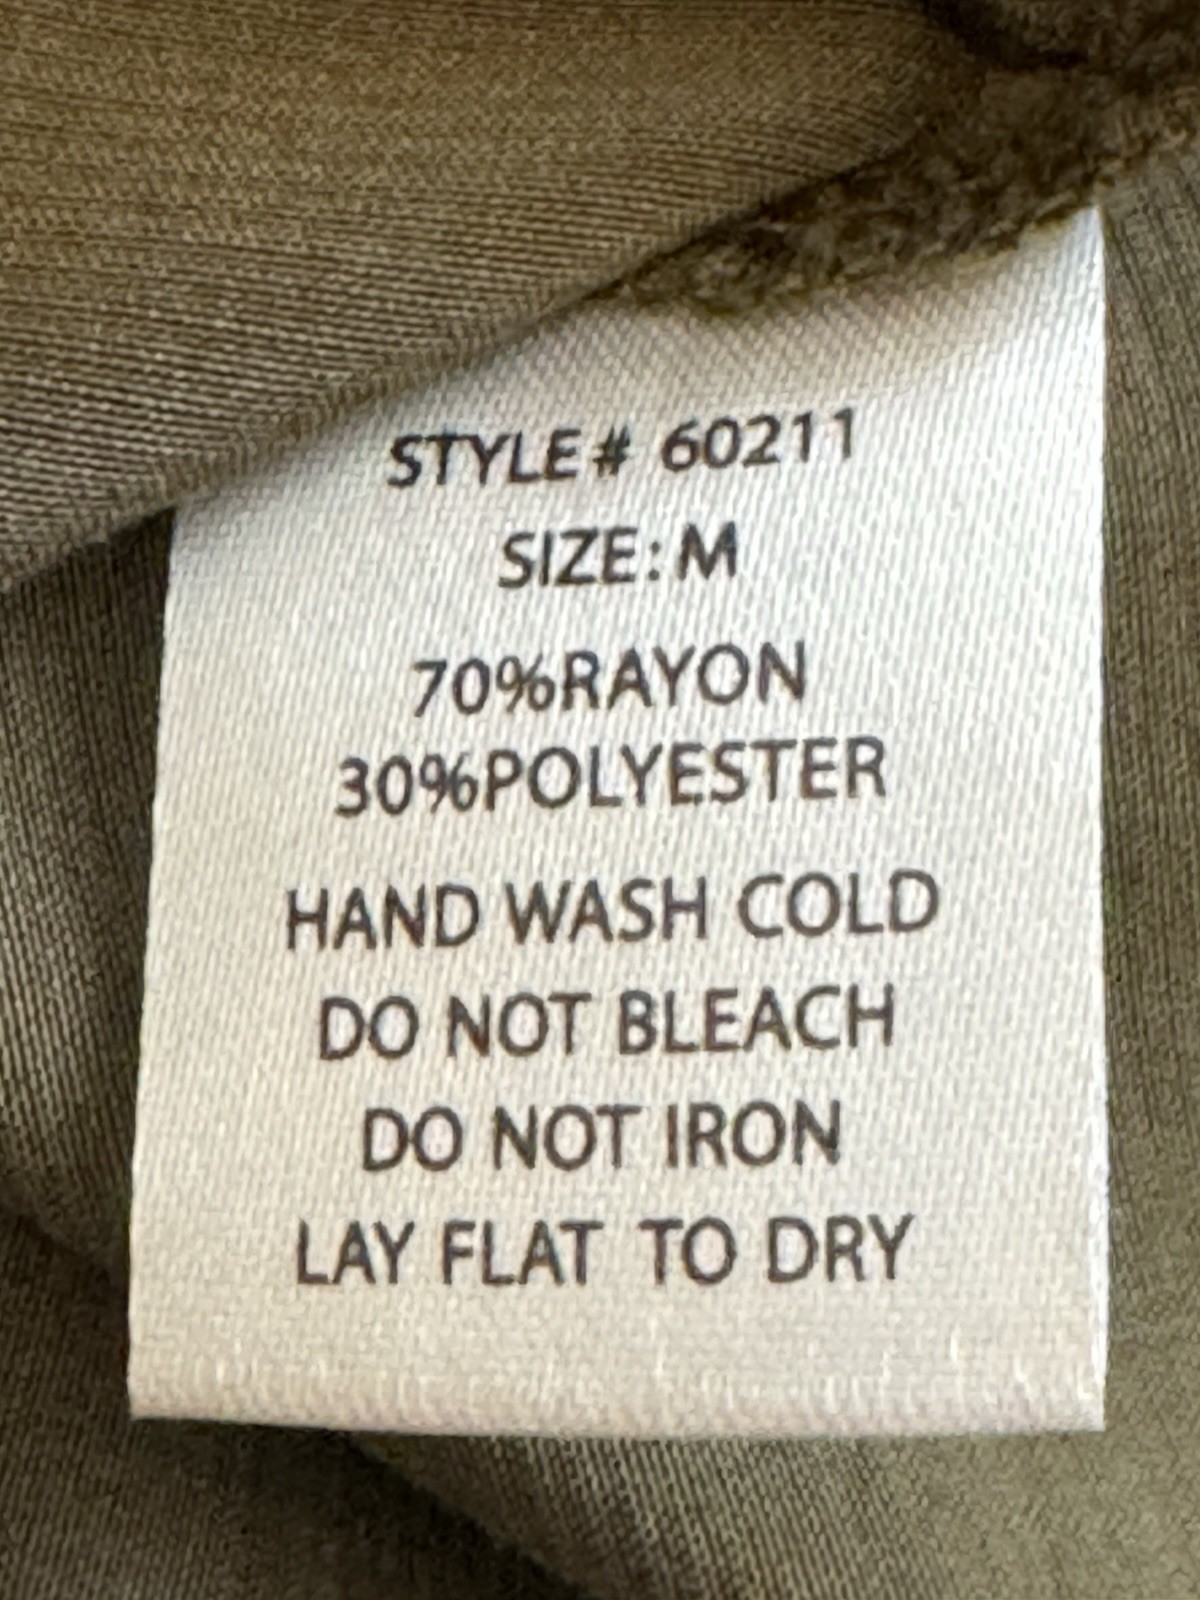 STYLE# 60211
SIZE: M
70%RAYON
30%POLYESTER
HAND WASH COLD
DO NOT BLEACH
DO NOT IRON
LAY FLAT TO DRY